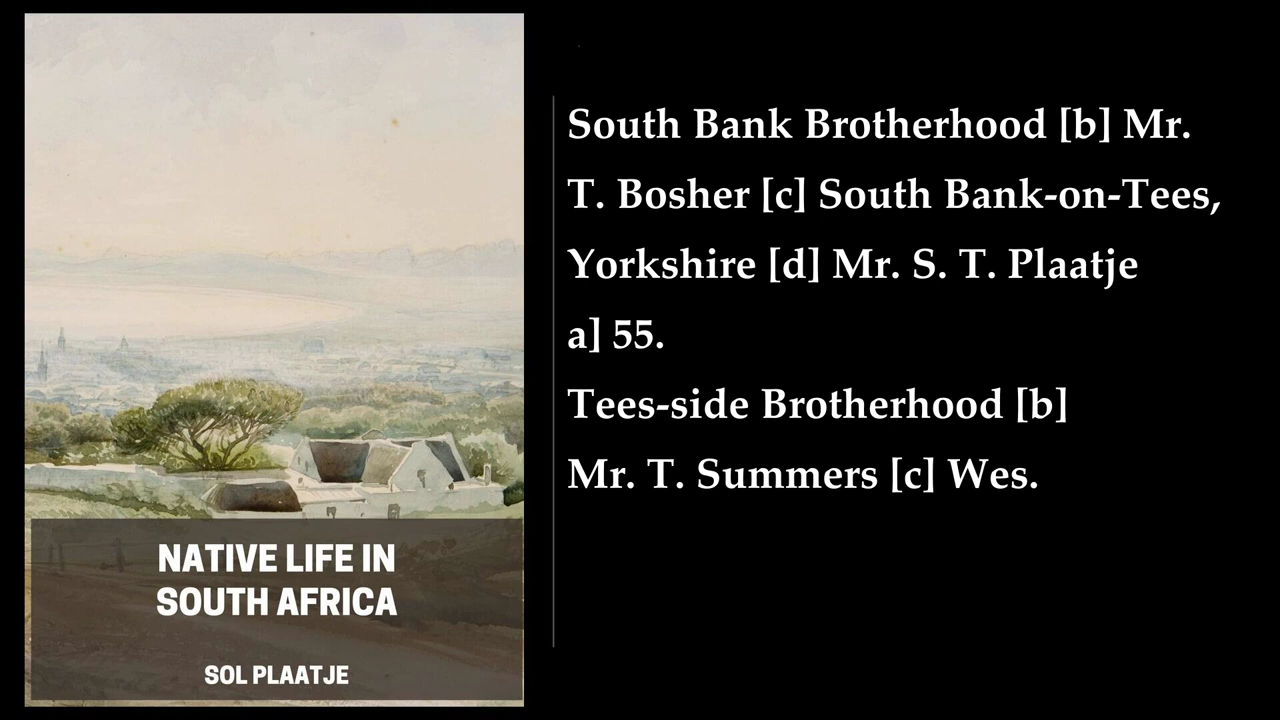 NATIVE LIFE IN
SOUTH AFRICA
SOL PLAATJE
South Bank Brotherhood [b] Mr.
T. Bosher [c] South Bank-on-Tees,
Yorkshire [d] Mr. S. T. Plaatje
a] 55.
Tees-side Brotherhood [b]
Mr. T. Summers [c] Wes.